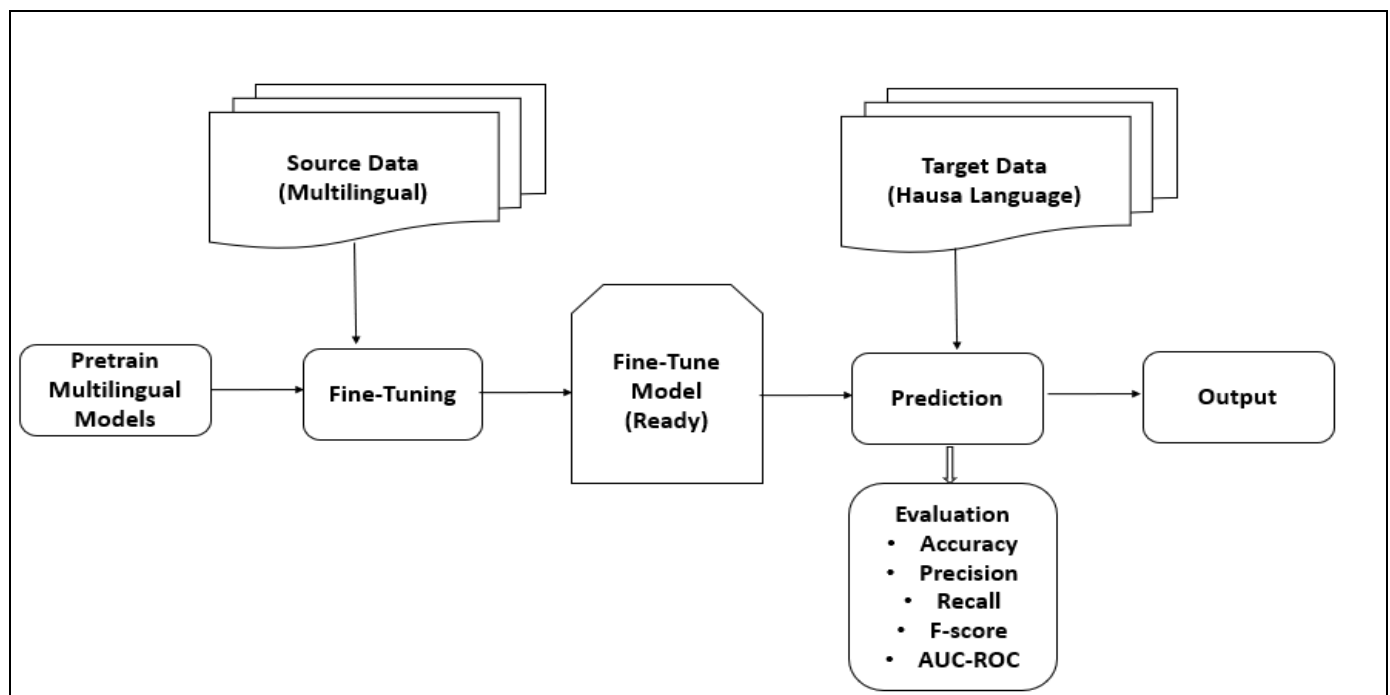 Source Data
(Multilingual)
Target Data
(Hausa Language)
Pretrain
Multilingual
Models
Fine-Tuning
Fine-Tune
Model
(Ready)
Prediction
Output
Evaluation
• Accuracy
• Precision
• Recall
• F-score
• AUC-ROC